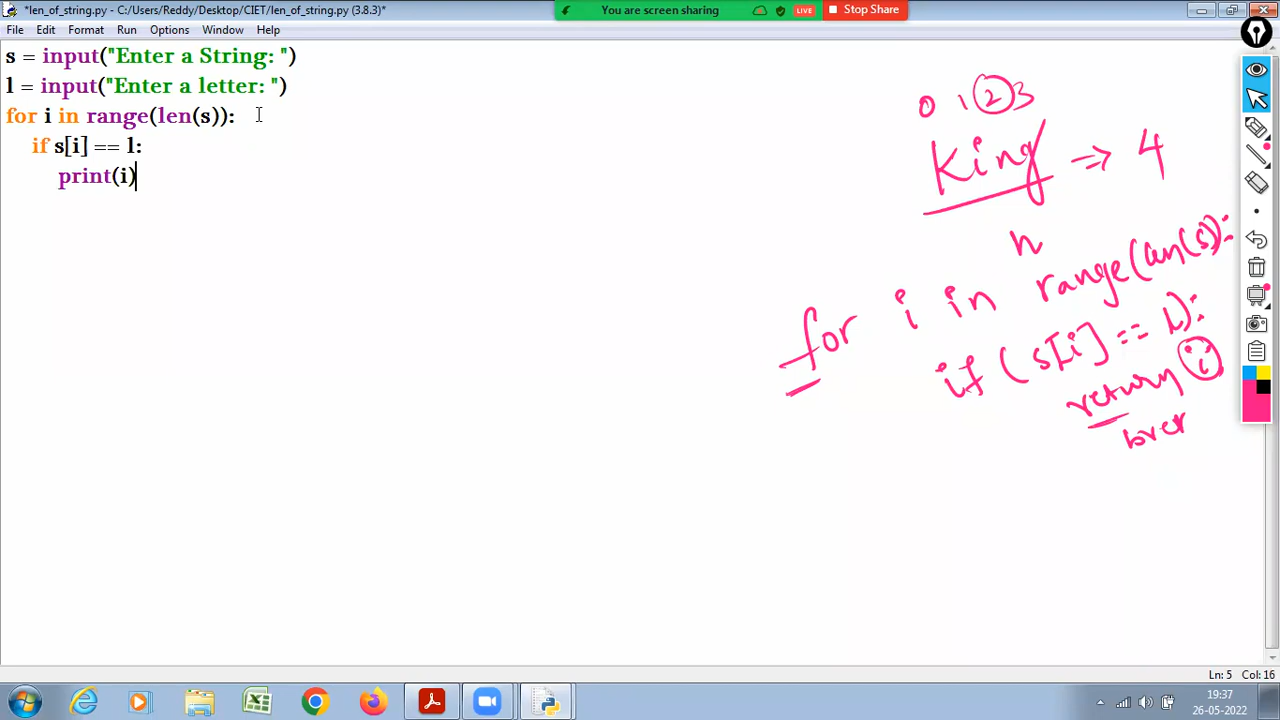 *len_of_string.py - C:/Users/Reddy/Desktop/CIET/len_of_string.py (3.8.3)*
You are screen sharing
LIVE
Stop Share
File Edit Format Run Options Window Help
s = input("Enter a String: ")
l = input("Enter a letter: ")
for i in range(len(s)):
if s[i] == l:
print(i)
0 1 2 3
King => 4
n
for i in range(len(s)):
if (s[i] == l):
return i
Ln: 5 Col: 16
19:37
26-05-2022